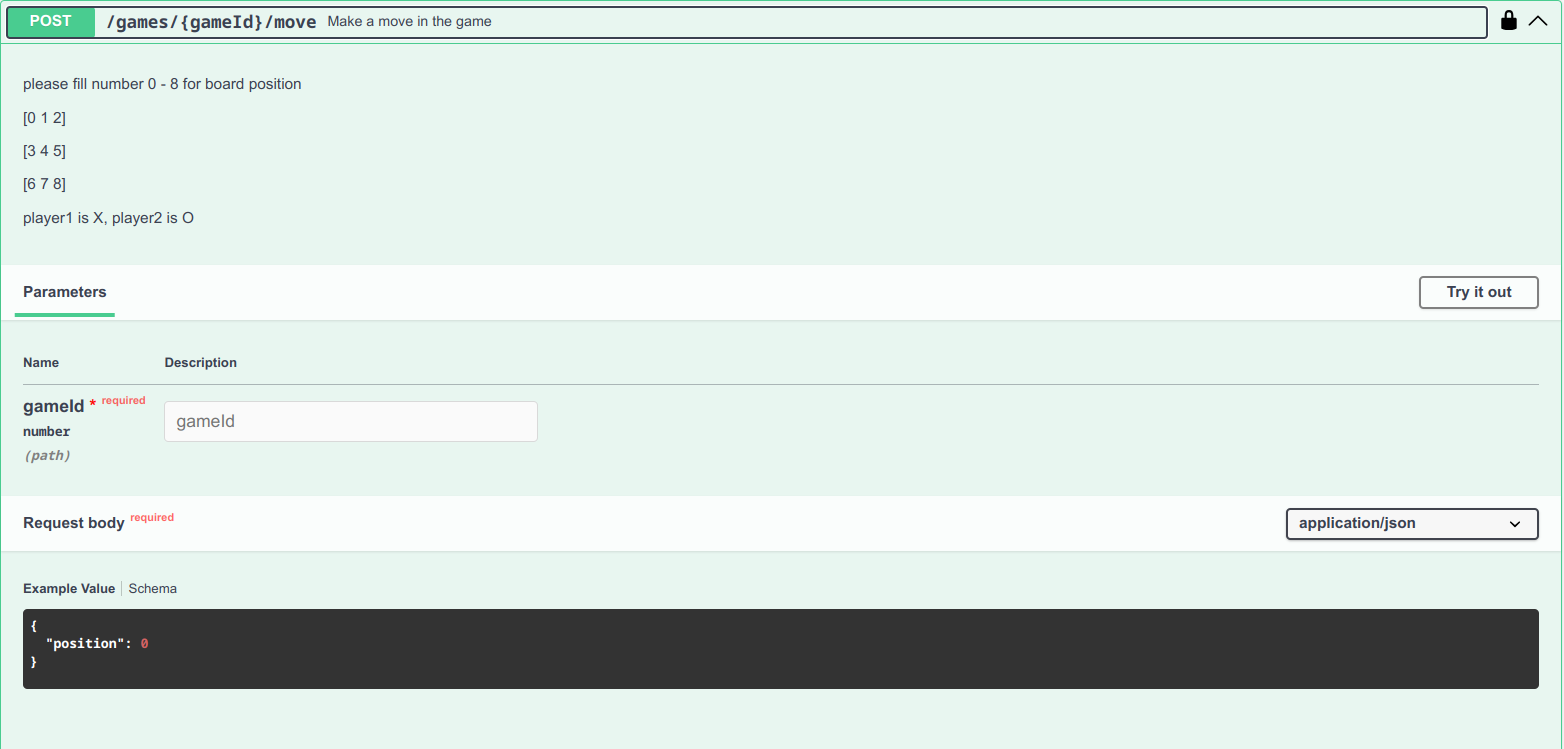 POST /games/{gameId}/move Make a move in the game
please fill number 0 - 8 for board position
[0 1 2]
[3 4 5]
[6 7 8]
player1 is X, player2 is O
Parameters Try it out
Name Description
gameId * required gameId
number
(path)
Request body required application/json
Example Value Schema
{
"position": 0
}